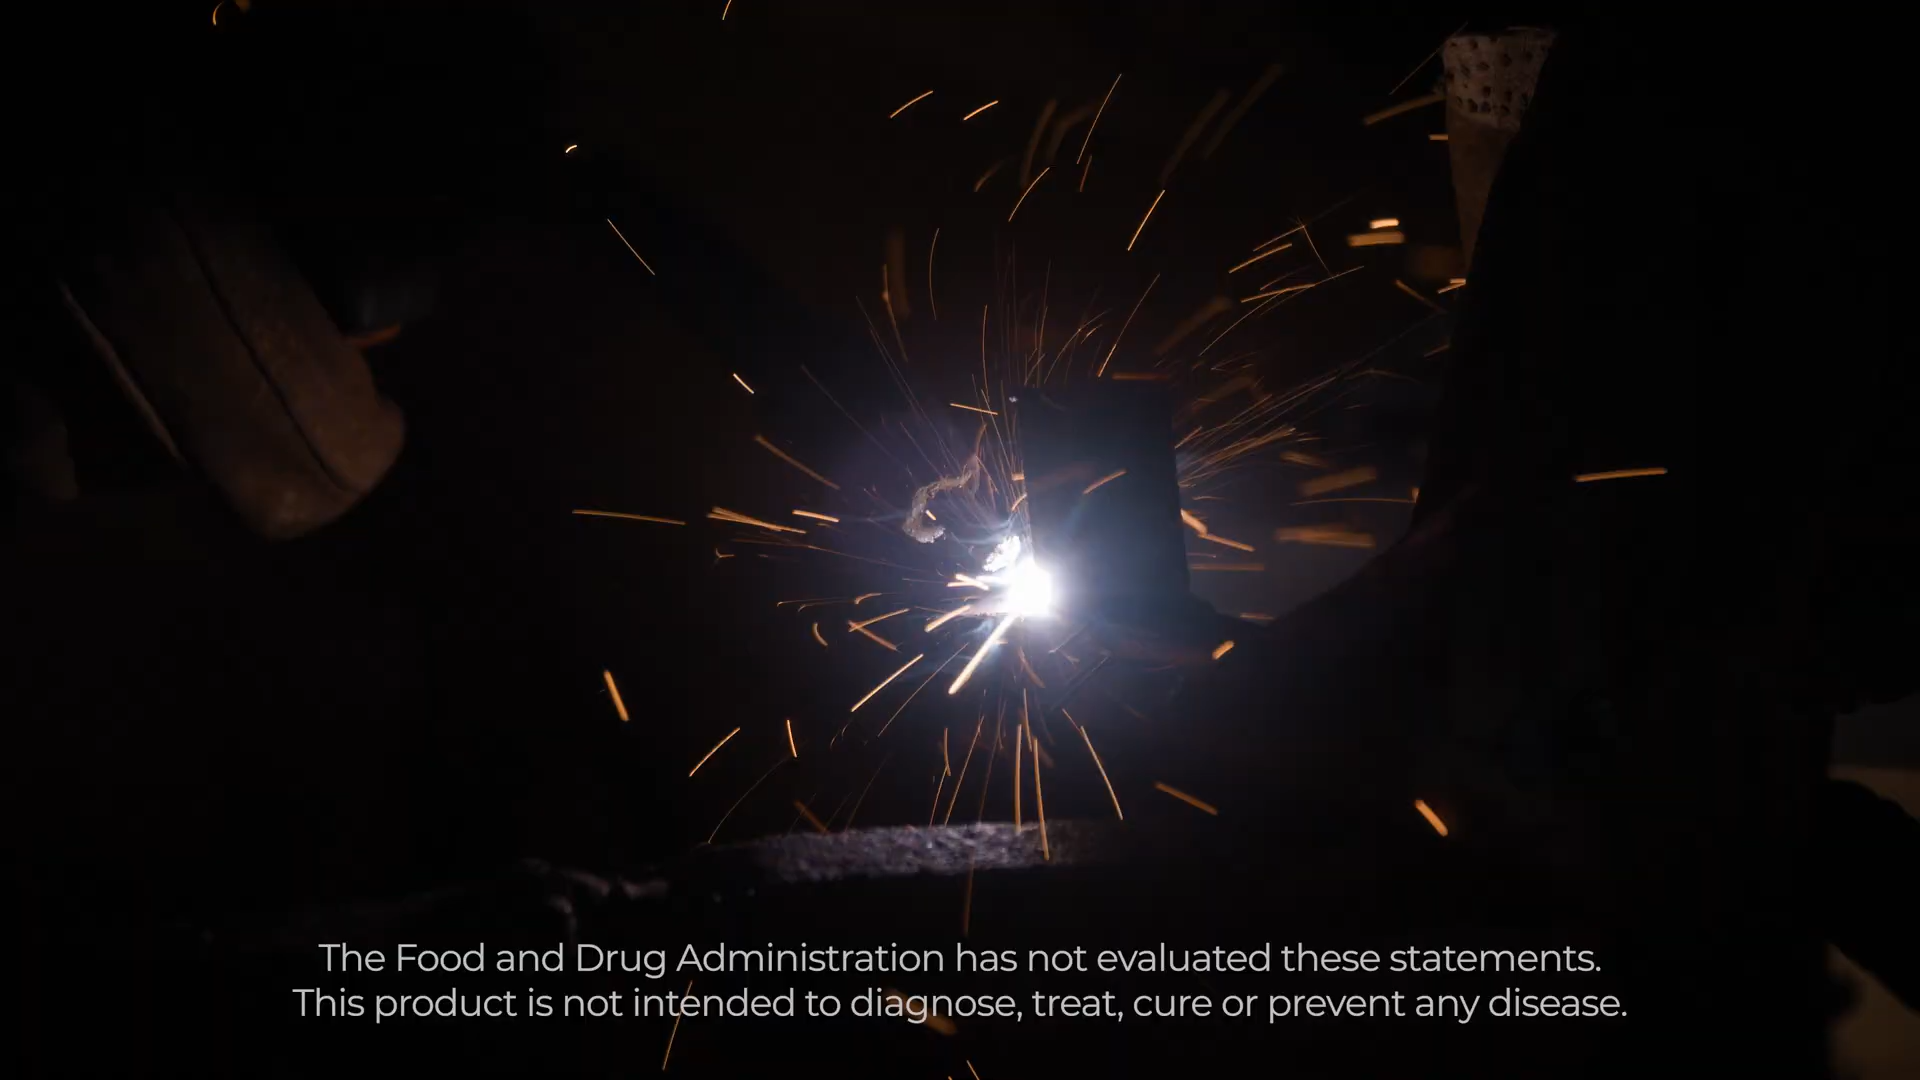 The Food and Drug Administration has not evaluated these statements.
This product is not intended to diagnose, treat, cure or prevent any disease.